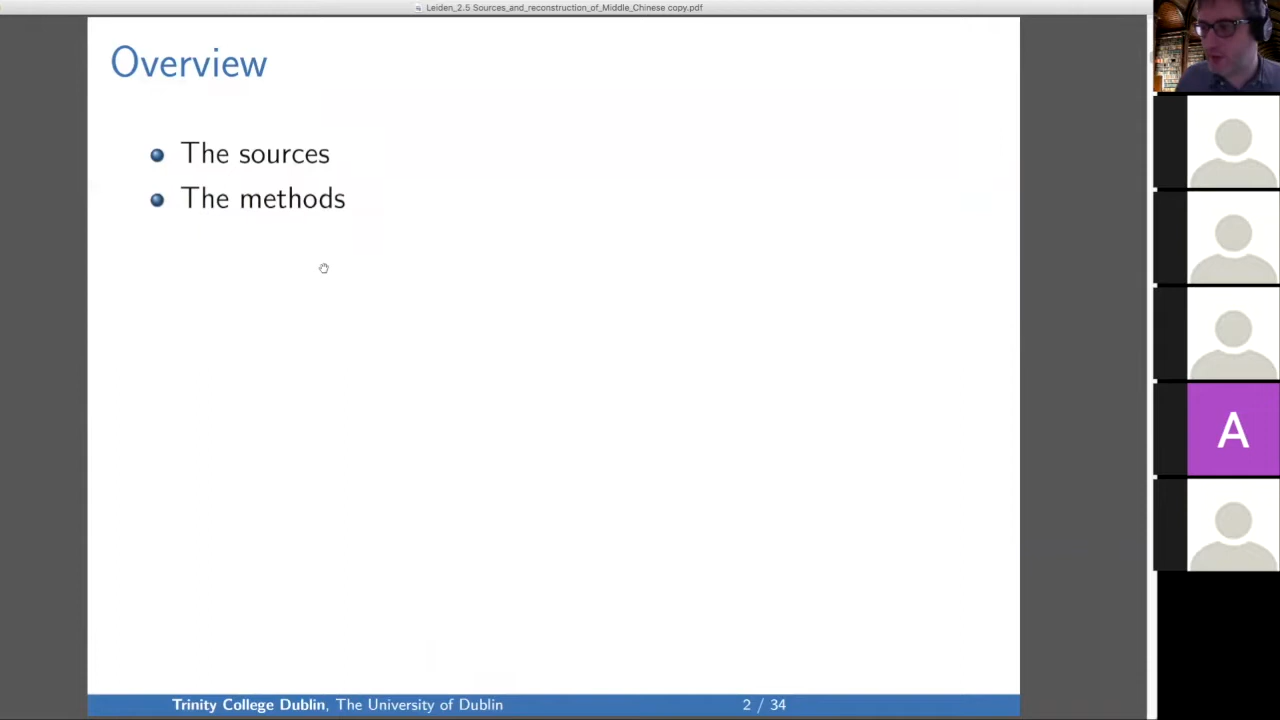 Leiden_2.5 Sources_and_reconstruction_of_Middle_Chinese copy.pdf
Overview
The sources
The methods
A
Trinity College Dublin, The University of Dublin 2 / 34